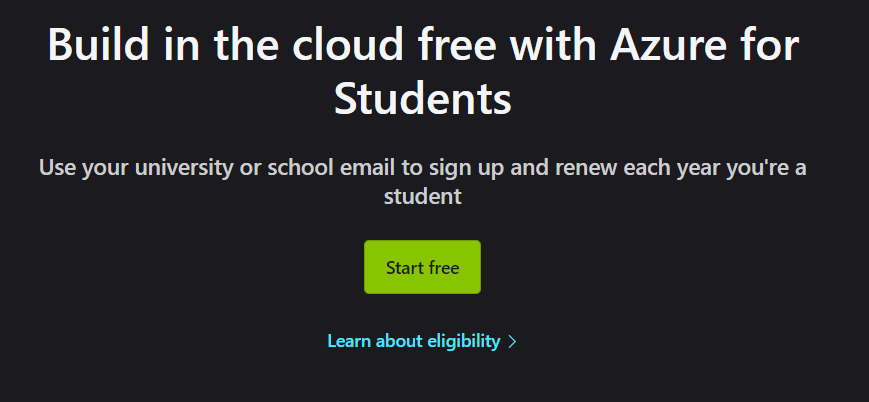 Build in the cloud free with Azure for
Students
Use your university or school email to sign up and renew each year you're a
student
Start free
Learn about eligibility